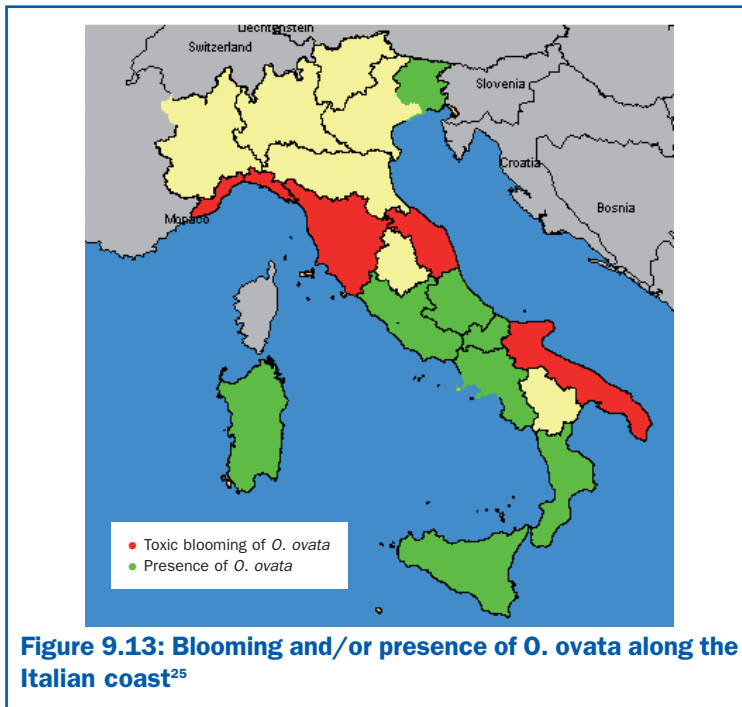 Liechtenstein
Switzerland
Slovenia
Croatia
Bosnia
Monaco
• Toxic blooming of O. ovata
• Presence of O. ovata
Figure 9.13: Blooming and/or presence of O. ovata along the
Italian coast²⁵